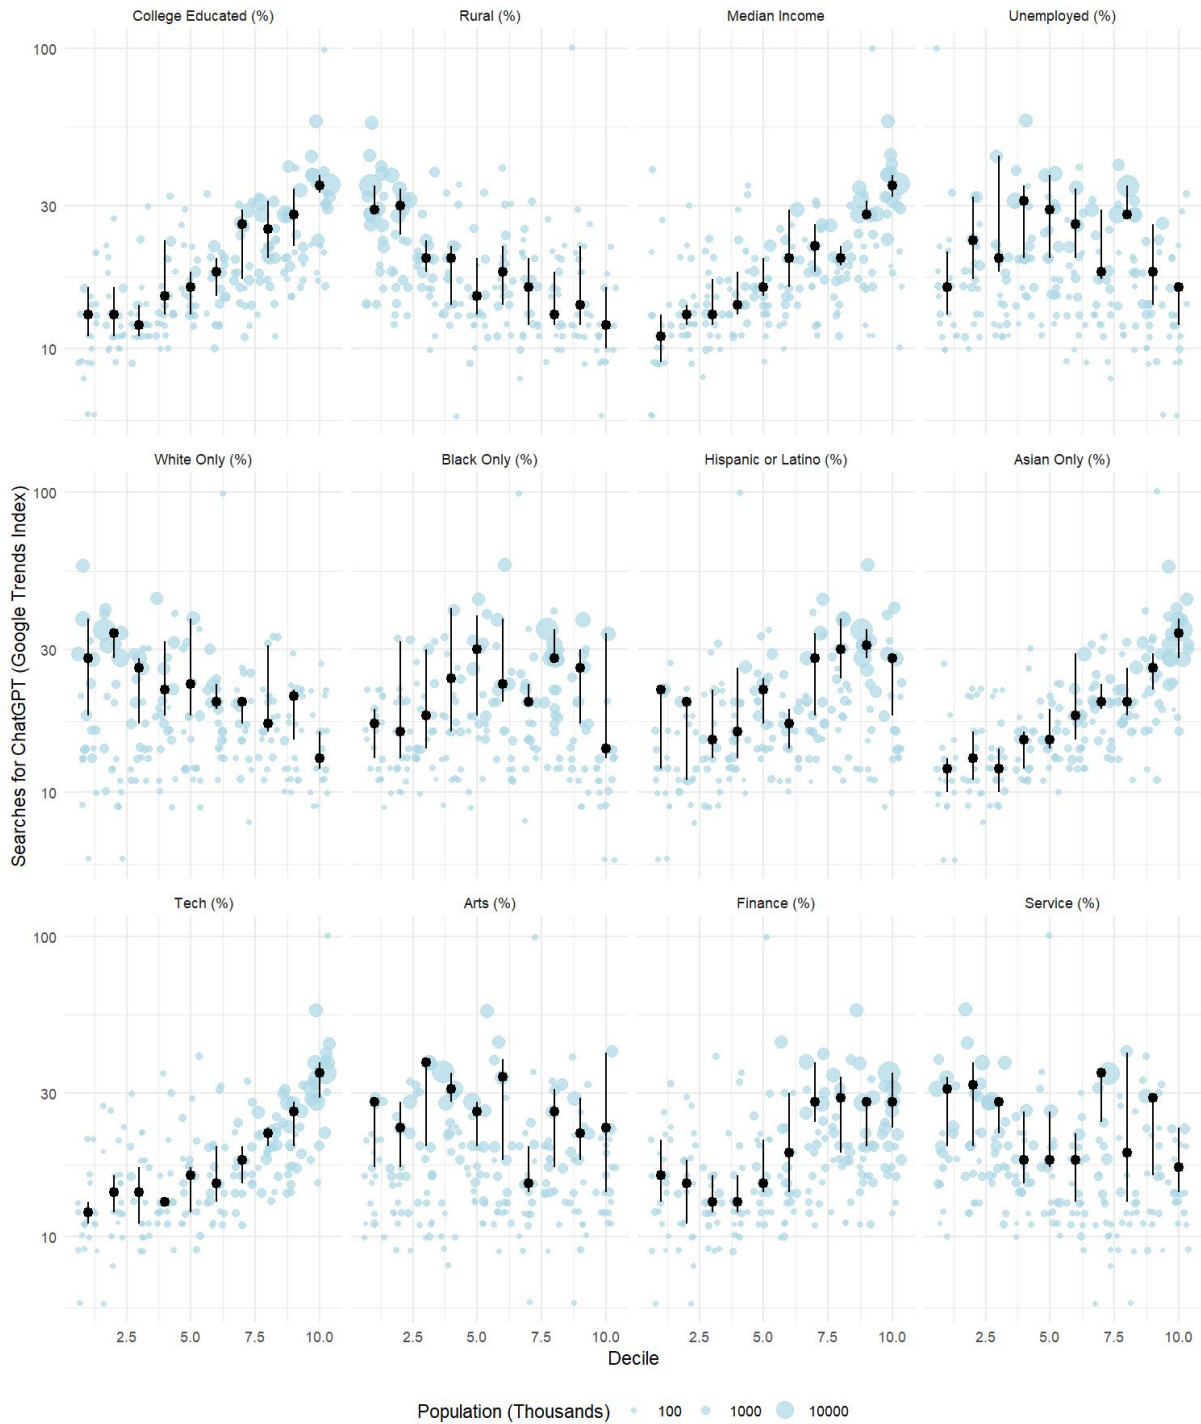 College Educated (%) Rural (%) Median Income Unemployed (%)
100
30
10
White Only (%) Black Only (%) Hispanic or Latino (%) Asian Only (%)
100
30
10
Searches for ChatGPT (Google Trends Index)
Tech (%) Arts (%) Finance (%) Service (%)
100
30
10
2.5 5.0 7.5 10.0 2.5 5.0 7.5 10.0 2.5 5.0 7.5 10.0 2.5 5.0 7.5 10.0
Decile
Population (Thousands) 100 1000 10000